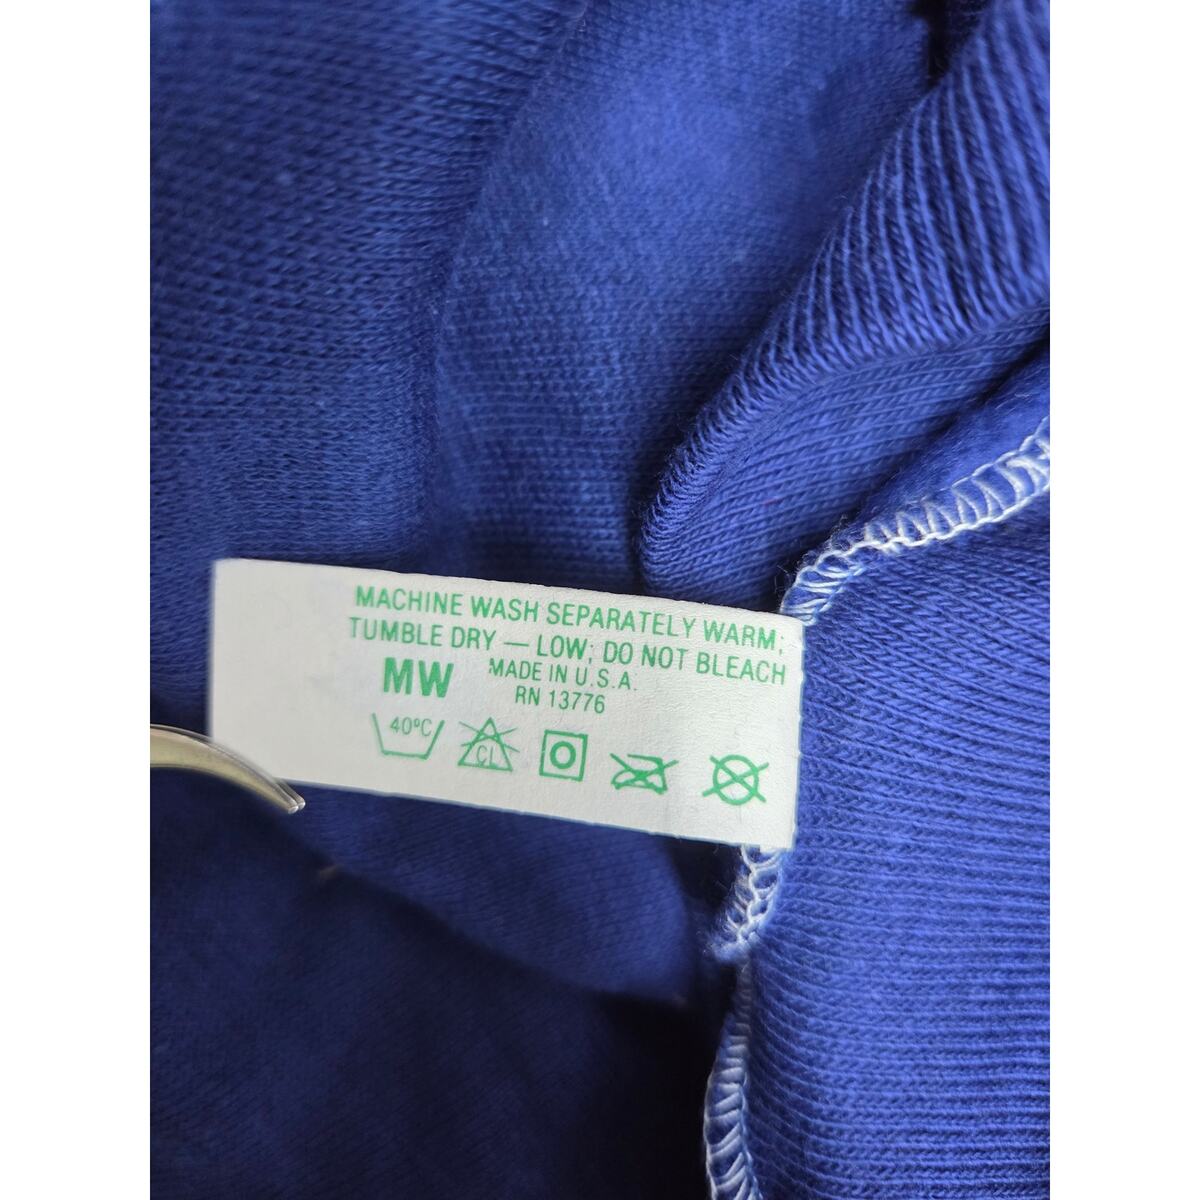 MACHINE WASH SEPARATELY WARM;
TUMBLE DRY — LOW; DO NOT BLEACH
MW
MADE IN U.S.A.
RN 13776
40°C
CL